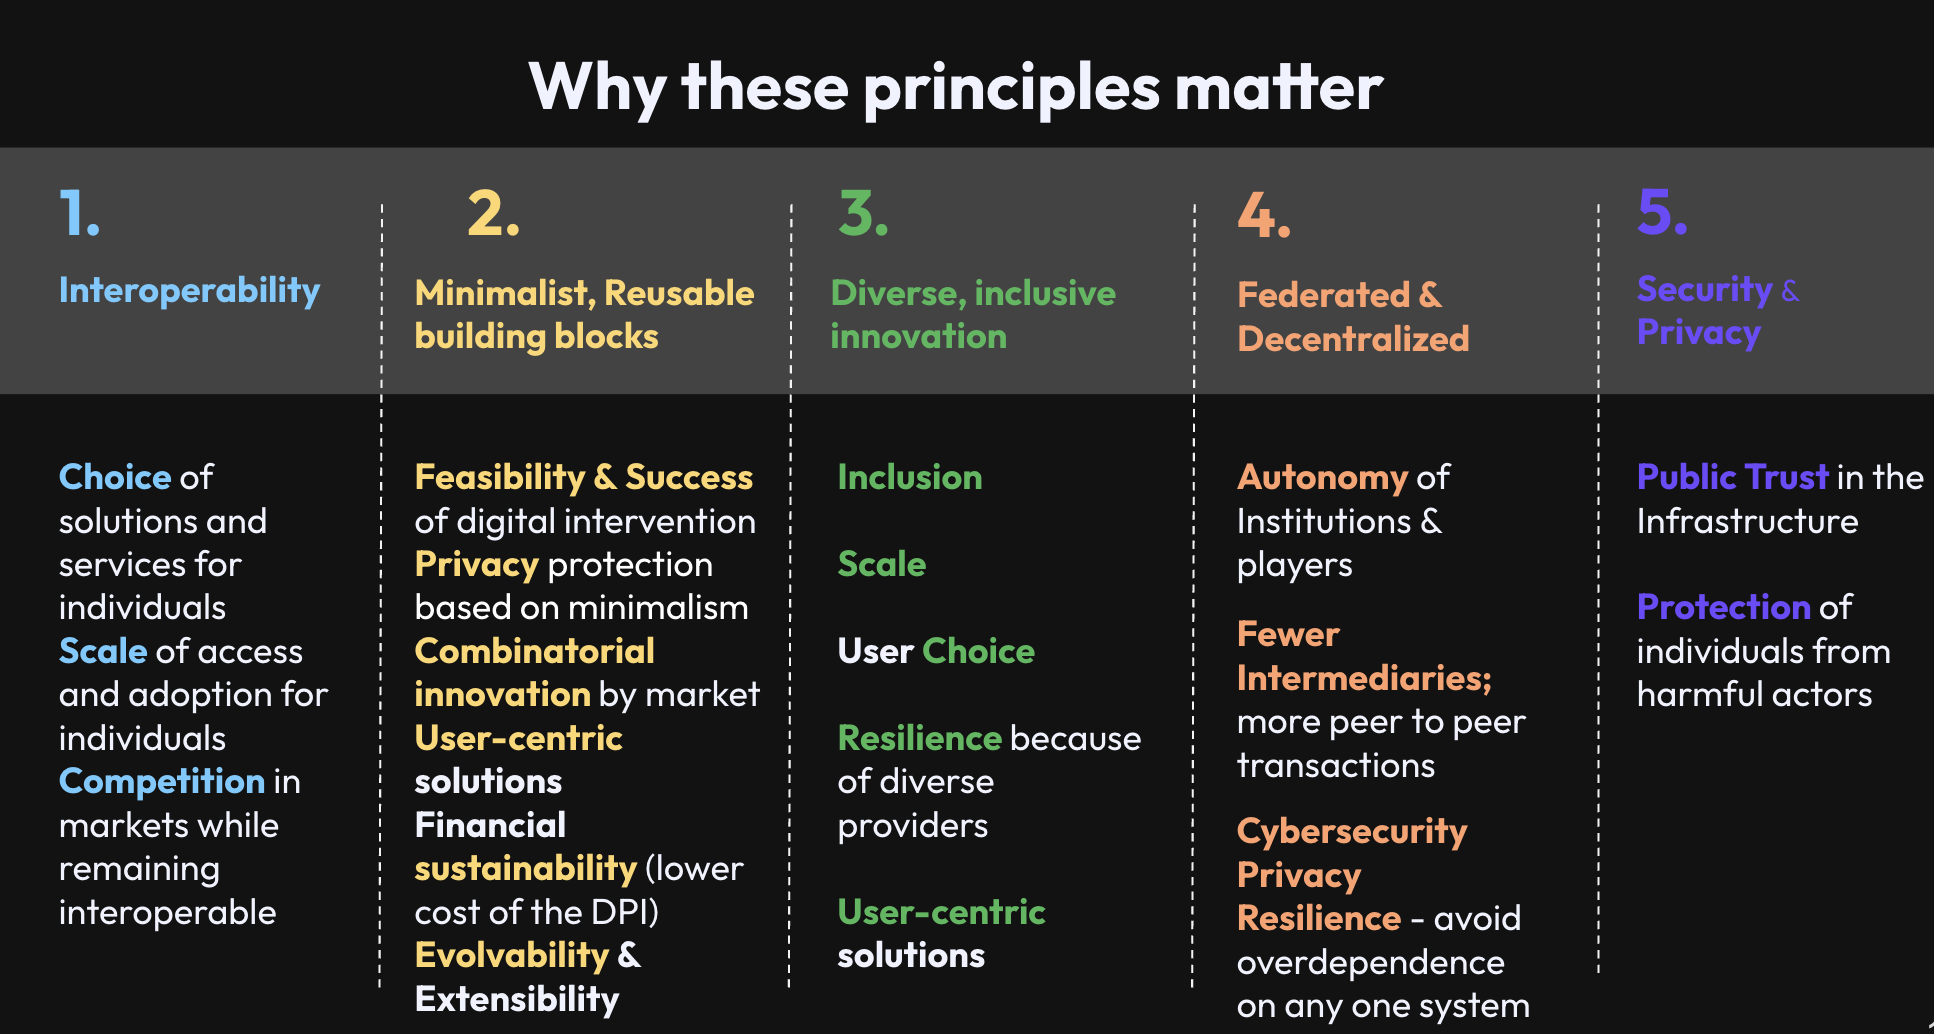 Why these principles matter
1.
Interoperability
Choice of
solutions and
services for
individuals
Scale of access
and adoption for
individuals
Competition in
markets while
remaining
interoperable
2.
Minimalist, Reusable
building blocks
Feasibility & Success
of digital intervention
Privacy protection
based on minimalism
Combinatorial
innovation by market
User-centric
solutions
Financial
sustainability (lower
cost of the DPI)
Evolvability &
Extensibility
3.
Diverse, inclusive
innovation
Inclusion
Scale
User Choice
Resilience because
of diverse
providers
User-centric
solutions
4.
Federated &
Decentralized
Autonomy of
Institutions &
players
Fewer
Intermediaries;
more peer to peer
transactions
Cybersecurity
Privacy
Resilience - avoid
overdependence
on any one system
5.
Security &
Privacy
Public Trust in the
Infrastructure
Protection of
individuals from
harmful actors